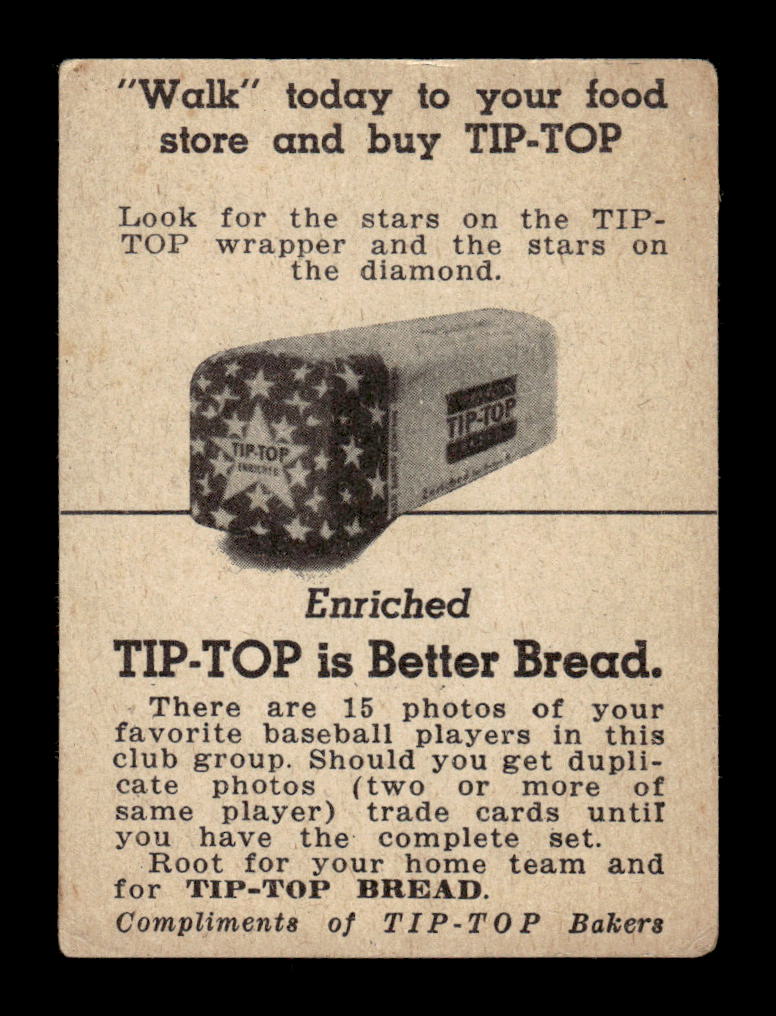 "Walk" today to your food
store and buy TIP-TOP
Look for the stars on the TIP-
TOP wrapper and the stars on
the diamond.
TIP-TOP
ENRICHED
TIP-TOP
Enriched
TIP-TOP is Better Bread.
There are 15 photos of your
favorite baseball players in this
club group. Should you get dupli-
cate photos (two or more of
same player) trade cards until
you have the complete set.
Root for your home team and
for TIP-TOP BREAD.
Compliments of TIP-TOP Bakers